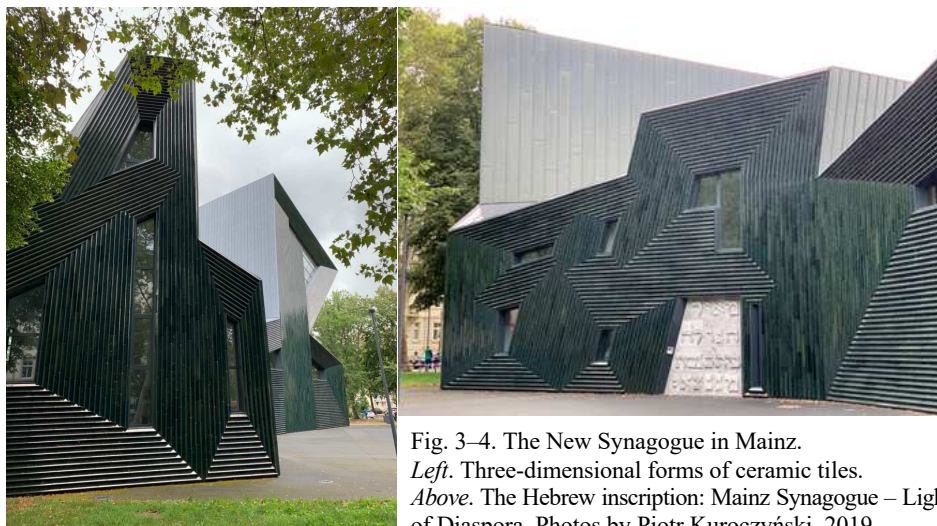 Fig. 3–4. The New Synagogue in Mainz.
Left. Three-dimensional forms of ceramic tiles.
Above. The Hebrew inscription: Mainz Synagogue – Ligh
of Diaspora. Photos by Piotr Kuroczyński, 2019